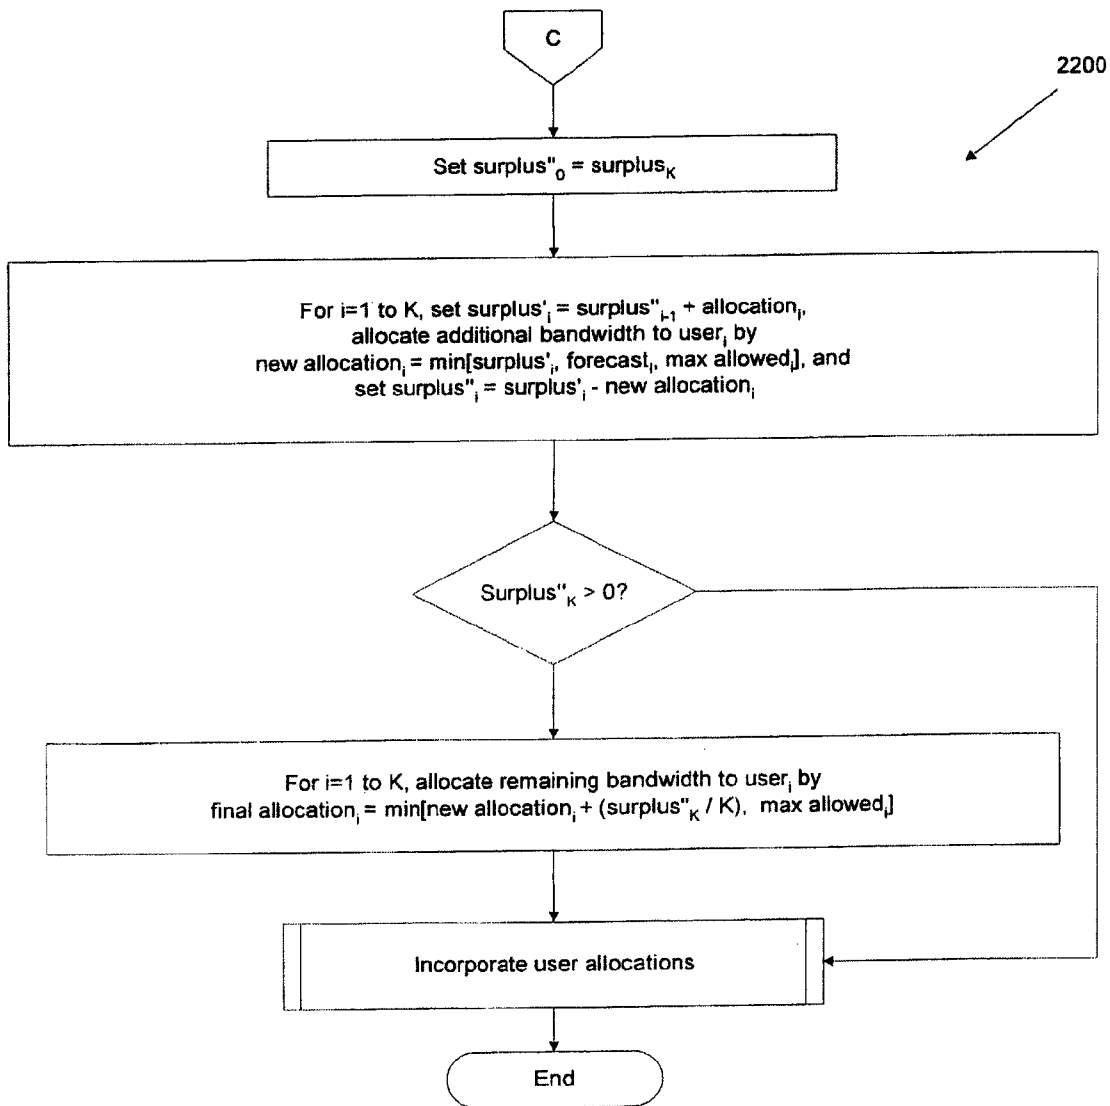 C
2200
Set surplus"₀ = surplusₖ
For i=1 to K, set surplus'ᵢ = surplus"ᵢ₋₁ + allocationᵢ,
allocate additional bandwidth to userᵢ by
new allocationᵢ = min[surplus'ᵢ, forecastᵢ, max allowedᵢ], and
set surplus"ᵢ = surplus'ᵢ - new allocationᵢ
Surplus"ₖ > 0?
For i=1 to K, allocate remaining bandwidth to userᵢ by
final allocationᵢ = min[new allocationᵢ + (surplus"ₖ / K), max allowedᵢ]
Incorporate user allocations
End